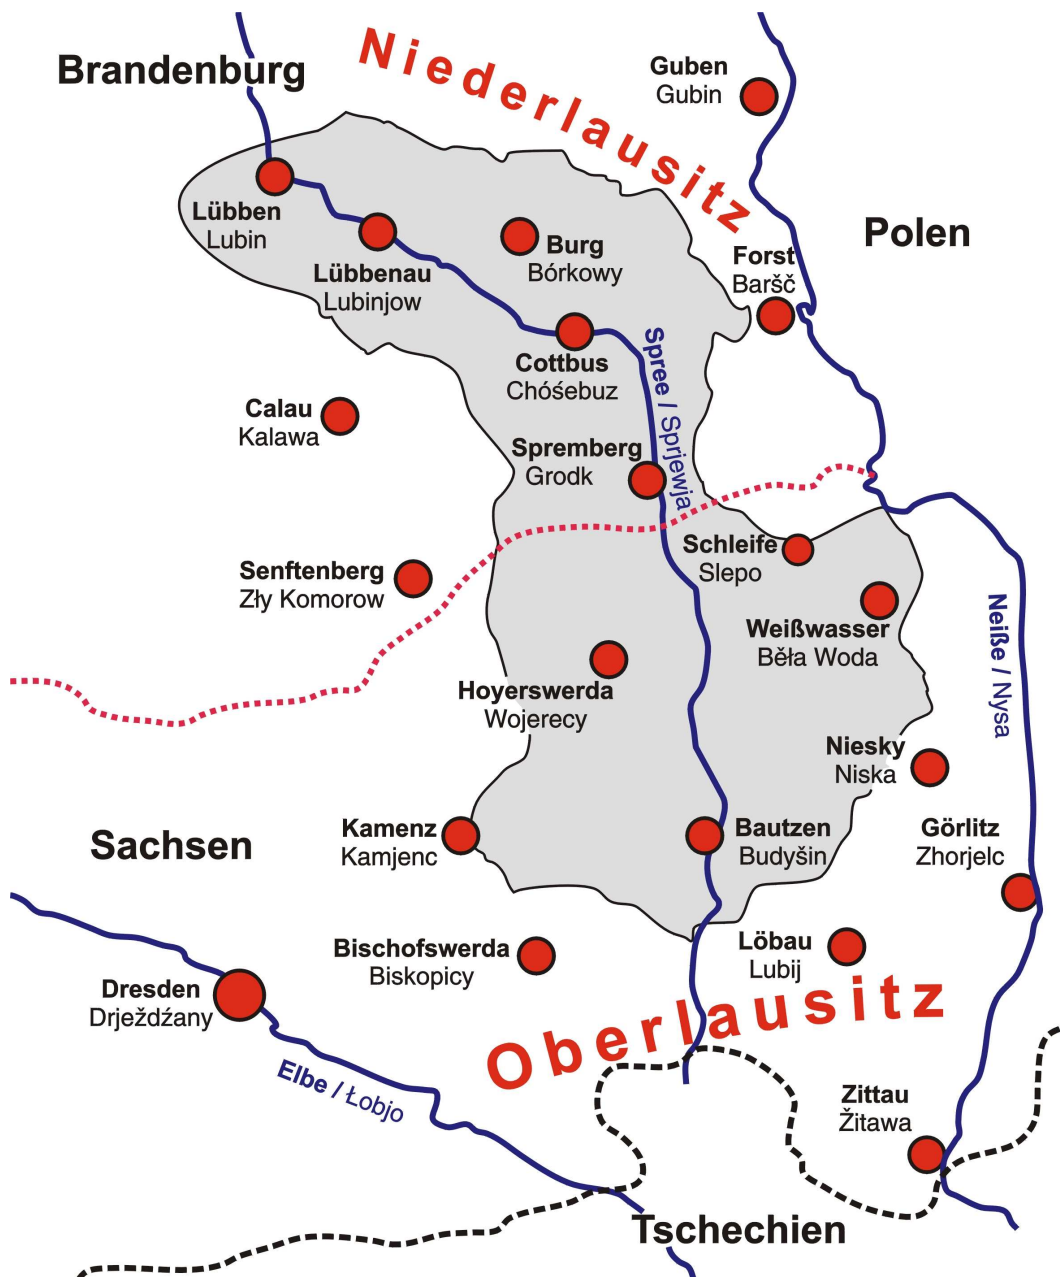 Brandenburg
Niederlausitz
Guben
Gubin
Lübben
Lubin
Lübbenau
Lubinjow
Burg
Bórkowy
Polen
Forst
Baršč
Cottbus
Chóśebuz
Spree / Sprjewja
Calau
Kalawa
Spremberg
Grodk
Schleife
Slepo
Senftenberg
Zły Komorow
Weißwasser
Běła Woda
Neiße / Nysa
Hoyerswerda
Wojerecy
Niesky
Niska
Sachsen
Kamenz
Kamjenc
Bautzen
Budyšin
Görlitz
Zhorjelc
Bischofswerda
Biskopicy
Löbau
Lubij
Dresden
Drježdźany
Oberlausitz
Elbe / Łobjo
Zittau
Žitawa
Tschechien